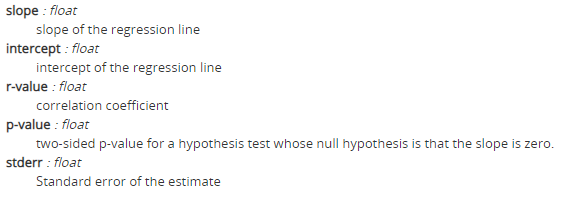 slope : float
slope of the regression line
intercept : float
intercept of the regression line
r-value : float
correlation coefficient
p-value : float
two-sided p-value for a hypothesis test whose null hypothesis is that the slope is zero.
stderr : float
Standard error of the estimate